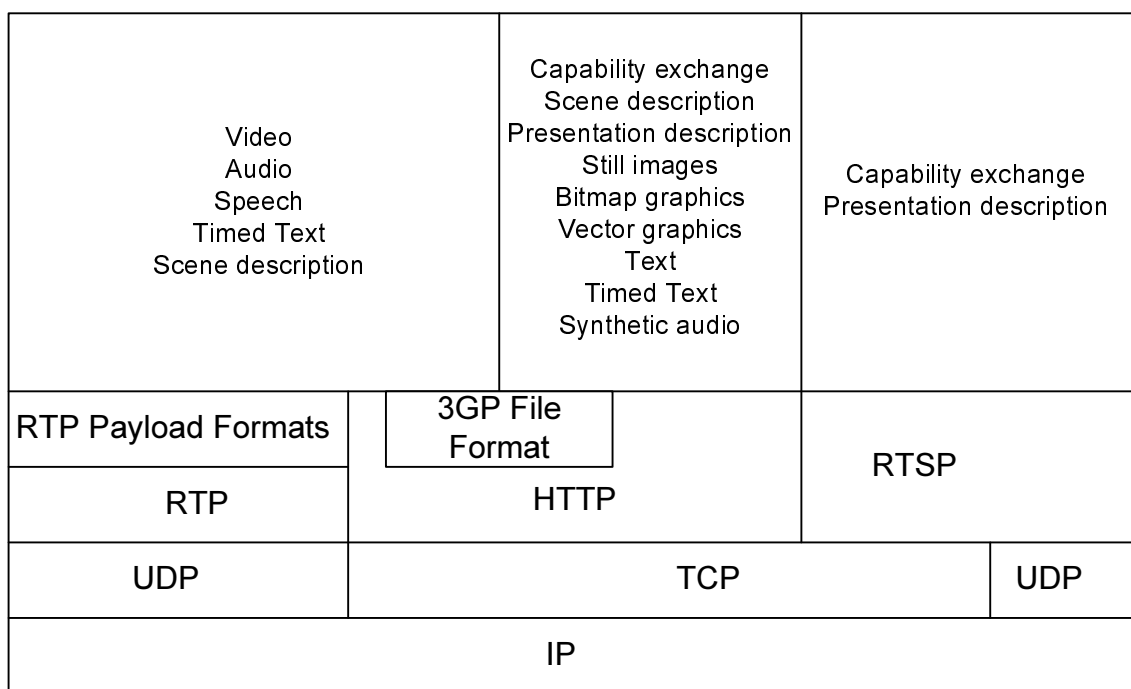 Video
Audio
Speech
Timed Text
Scene description
Capability exchange
Scene description
Presentation description
Still images
Bitmap graphics
Vector graphics
Text
Timed Text
Synthetic audio
Capability exchange
Presentation description
RTP Payload Formats
3GP File
Format
RTP
HTTP
RTSP
UDP
TCP
UDP
IP